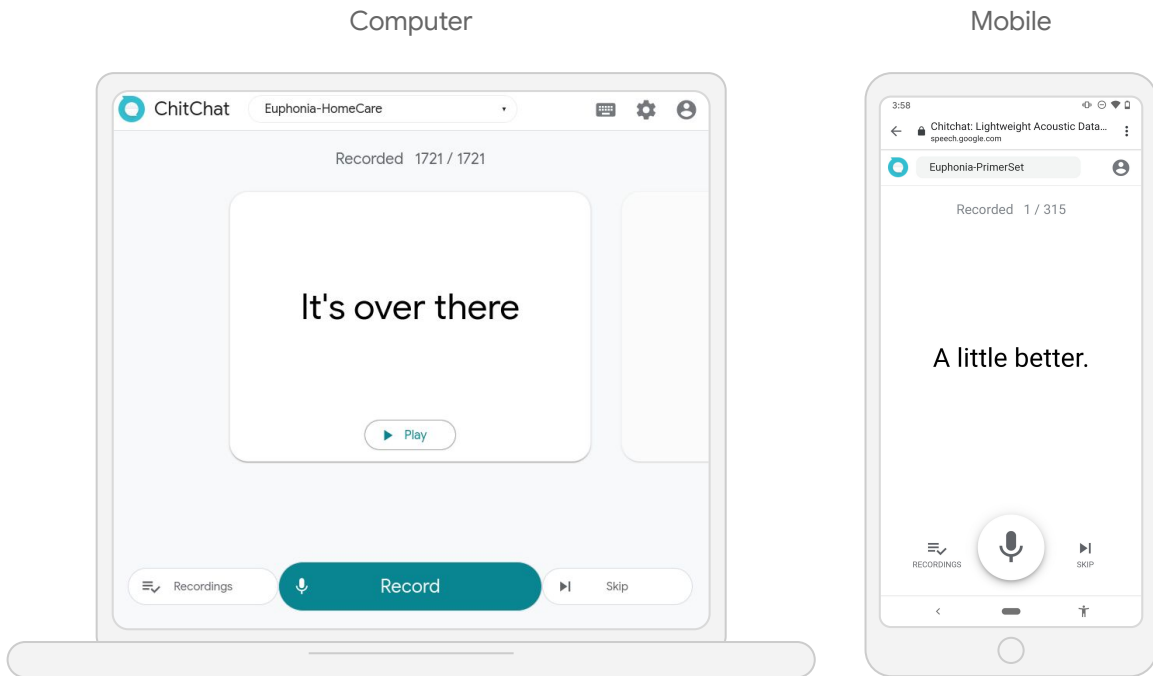 Computer
ChitChat Euphonia-HomeCare
Recorded 1721 / 1721
It's over there
Play
Recordings Record Skip
Mobile
3:58
Chitchat: Lightweight Acoustic Data...
speech.google.com
Euphonia-PrimerSet
Recorded 1 / 315
A little better.
RECORDINGS SKIP